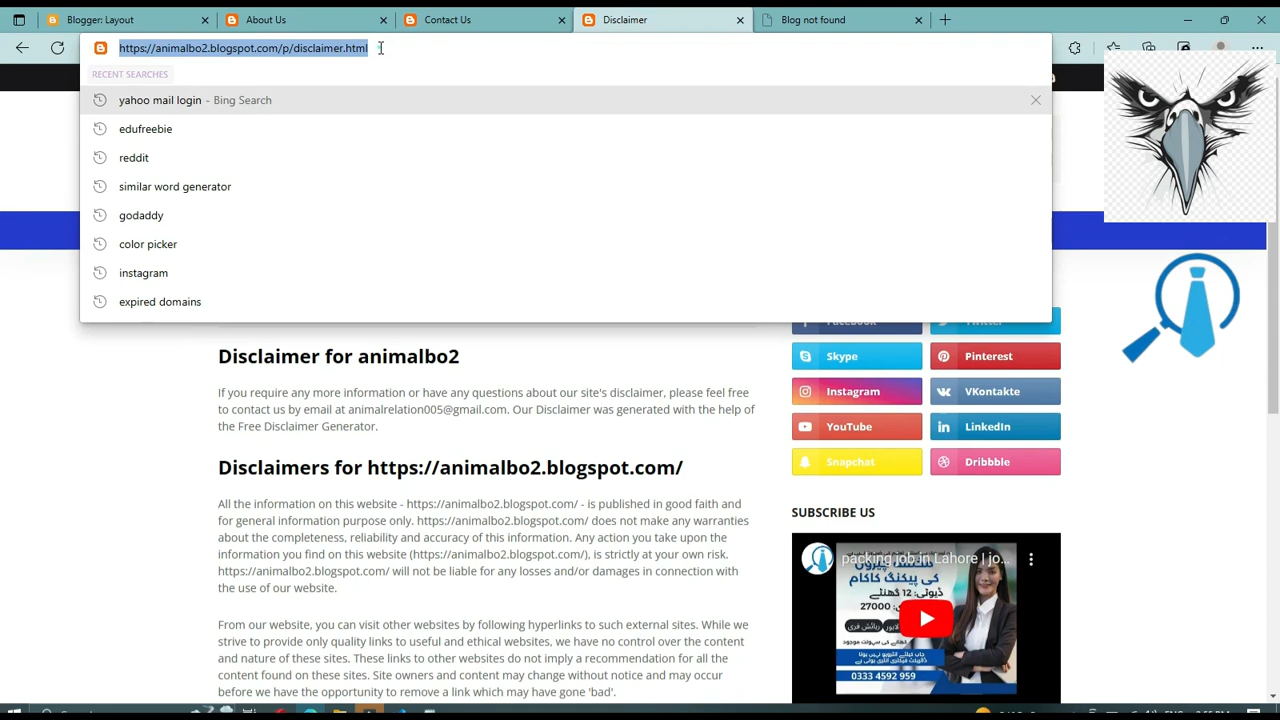 Blogger: Layout
About Us
Contact Us
Disclaimer
Blog not found
https://animalbo2.blogspot.com/p/disclaimer.html
RECENT SEARCHES
yahoo mail login - Bing Search
edufreebie
reddit
similar word generator
godaddy
color picker
instagram
expired domains
Disclaimer for animalbo2
If you require any more information or have any questions about our site's disclaimer, please feel free
to contact us by email at animalrelation005@gmail.com. Our Disclaimer was generated with the help of
the Free Disclaimer Generator.
Disclaimers for https://animalbo2.blogspot.com/
All the information on this website - https://animalbo2.blogspot.com/ - is published in good faith and
for general information purpose only. https://animalbo2.blogspot.com/ does not make any warranties
about the completeness, reliability and accuracy of this information. Any action you take upon the
information you find on this website (https://animalbo2.blogspot.com/), is strictly at your own risk.
https://animalbo2.blogspot.com/ will not be liable for any losses and/or damages in connection with
the use of our website.
From our website, you can visit other websites by following hyperlinks to such external sites. While we
strive to provide only quality links to useful and ethical websites, we have no control over the content
and nature of these sites. These links to other websites do not imply a recommendation for all the
content found on these sites. Site owners and content may change without notice and may occur
before we have the opportunity to remove a link which may have gone 'bad'.
Facebook
Twitter
Skype
Pinterest
Instagram
VKontakte
YouTube
LinkedIn
Snapchat
Dribbble
SUBSCRIBE US
packing job in Lahore | jo...
کی پیکنگ کاکام
ڈیوٹی: 12 گھنٹے
27000
0333 4592 959